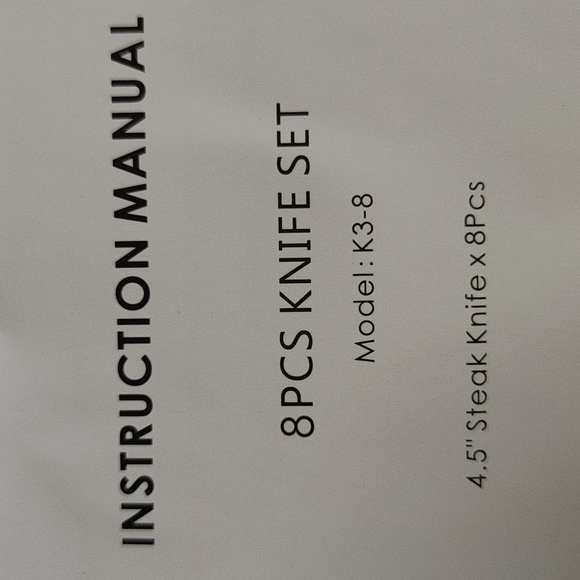 INSTRUCTION MANUAL
8PCS KNIFE SET
Model: K3-8
4.5" Steak Knife x 8Pcs